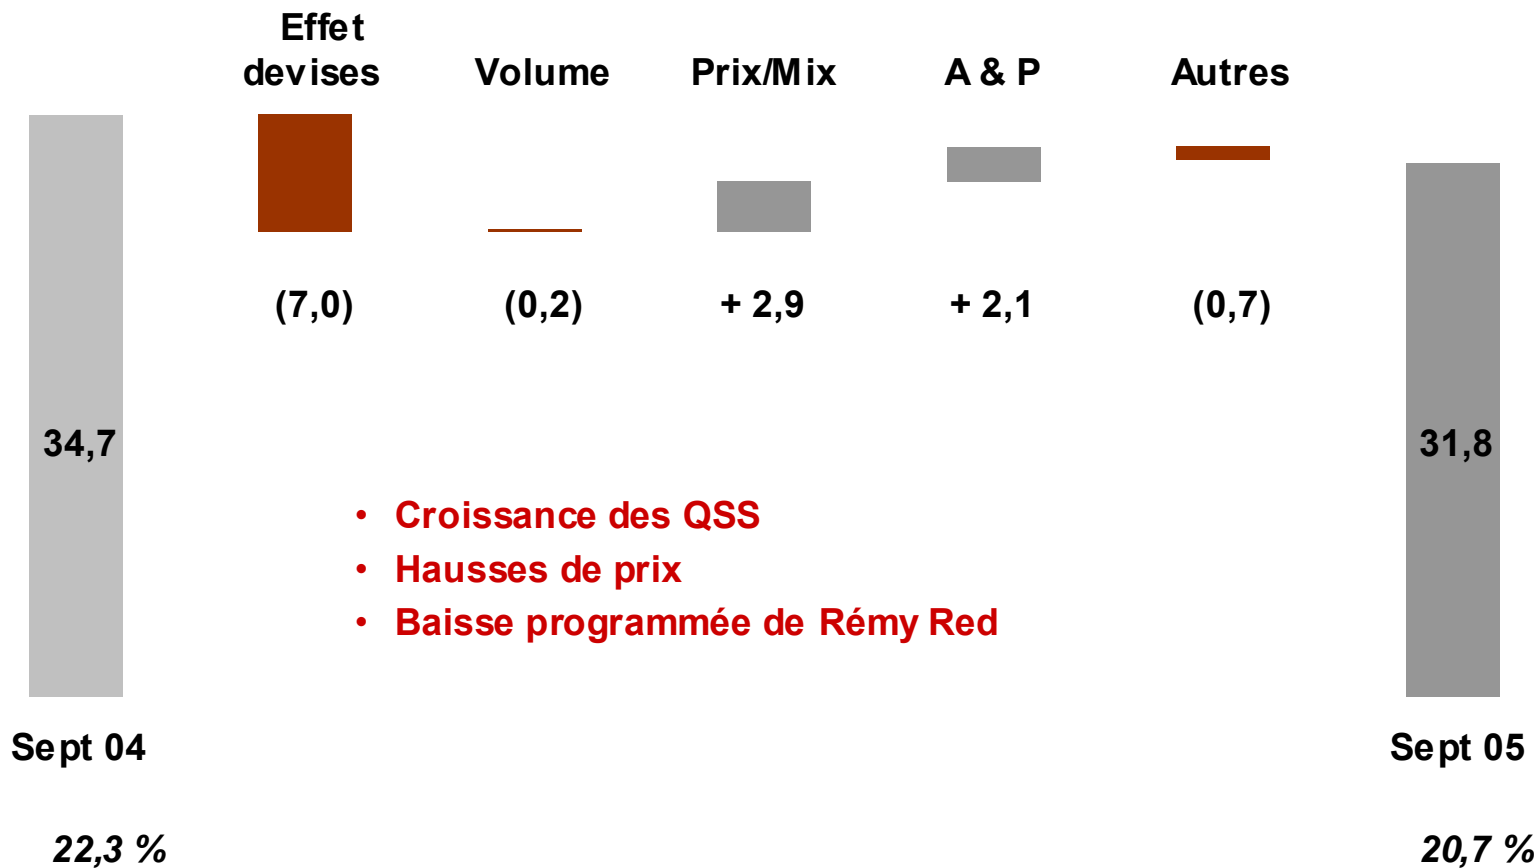 Effet
devises
Volume
Prix/Mix
A & P
Autres
(7,0)
(0,2)
+ 2,9
+ 2,1
(0,7)
34,7
31,8
• Croissance des QSS
• Hausses de prix
• Baisse programmée de Rémy Red
Sept 04
Sept 05
22,3 %
20,7 %